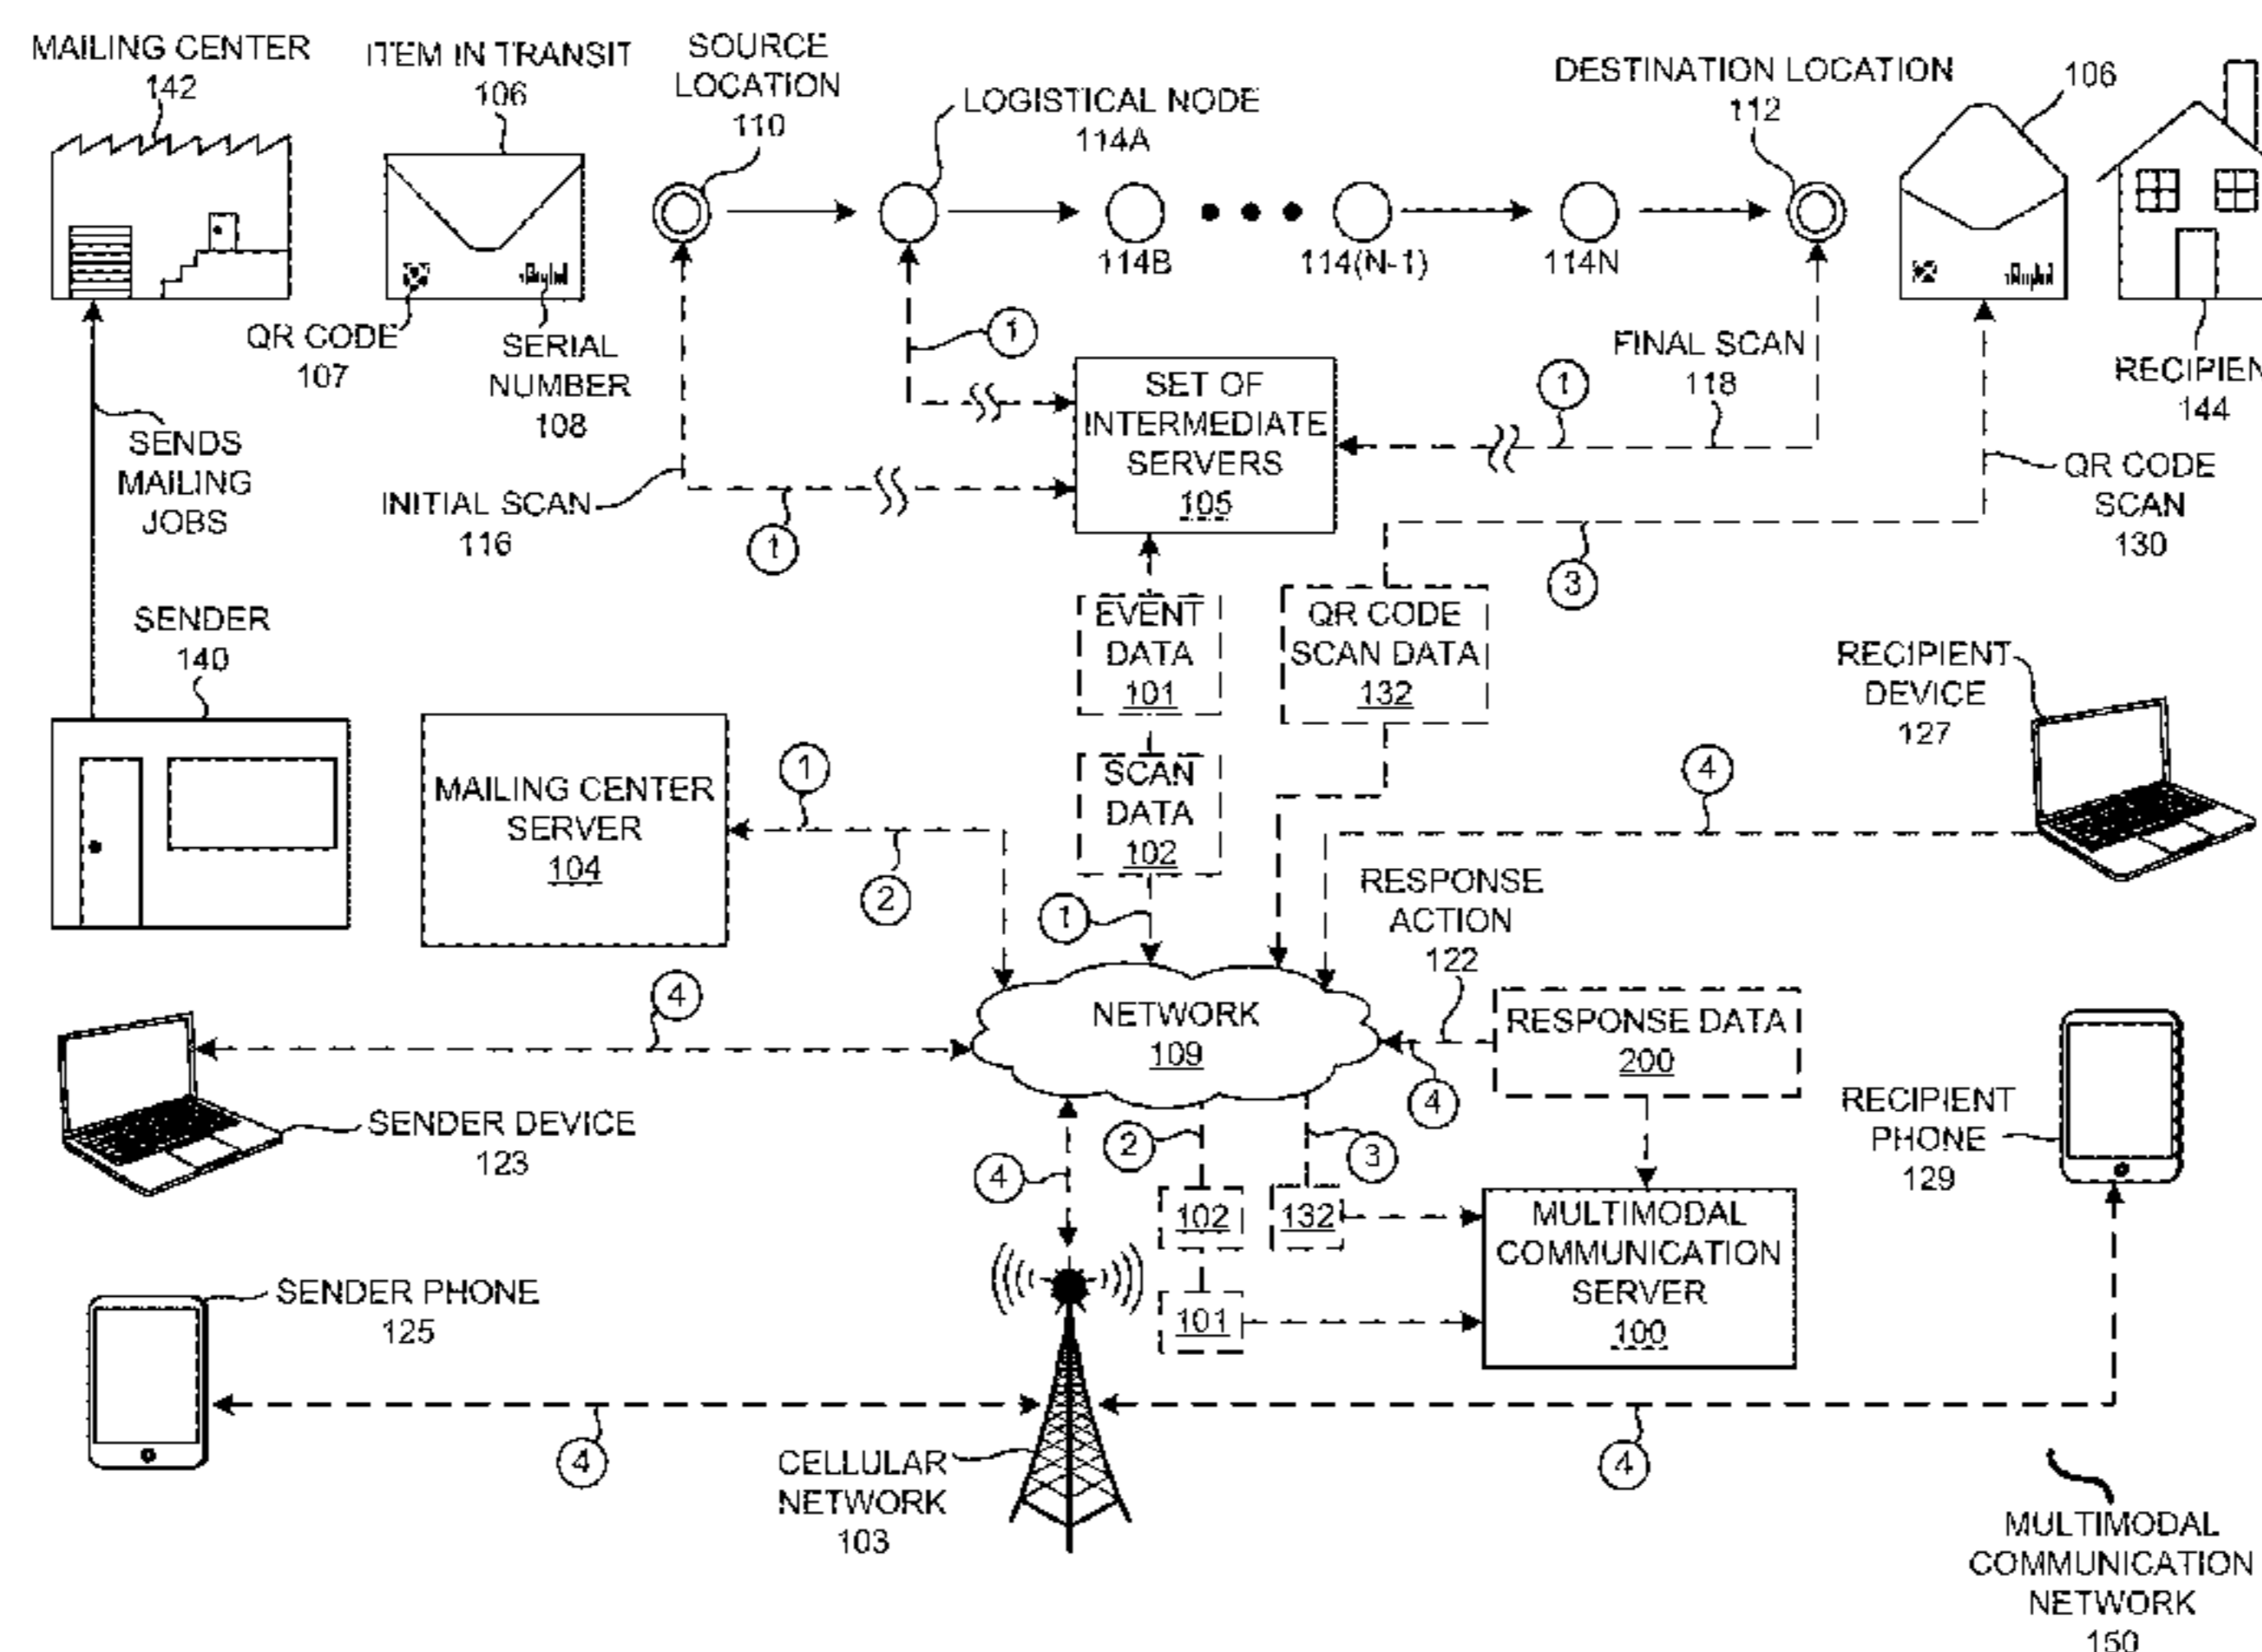 MAILING CENTER
142
ITEM IN TRANSIT
106
SOURCE
LOCATION
110
LOGISTICAL NODE
114A
DESTINATION LOCATION
112
106
114B
114(N-1)
114N
QR CODE
107
SERIAL
NUMBER
108
1
FINAL SCAN
118
1
RECIPIEN
144
SENDS
MAILING
JOBS
INITIAL SCAN
116
1
SET OF
INTERMEDIATE
SERVERS
105
QR CODE
SCAN
130
3
SENDER
140
EVENT
DATA
101
QR CODE
SCAN DATA
132
RECIPIENT
DEVICE
127
MAILING CENTER
SERVER
104
1
2
SCAN
DATA
102
4
1
RESPONSE
ACTION
122
4
NETWORK
109
RESPONSE DATA
200
4
SENDER DEVICE
123
4
2
3
RECIPIENT
PHONE
129
102
132
101
MULTIMODAL
COMMUNICATION
SERVER
100
SENDER PHONE
125
4
4
CELLULAR
NETWORK
103
MULTIMODAL
COMMUNICATION
NETWORK
150